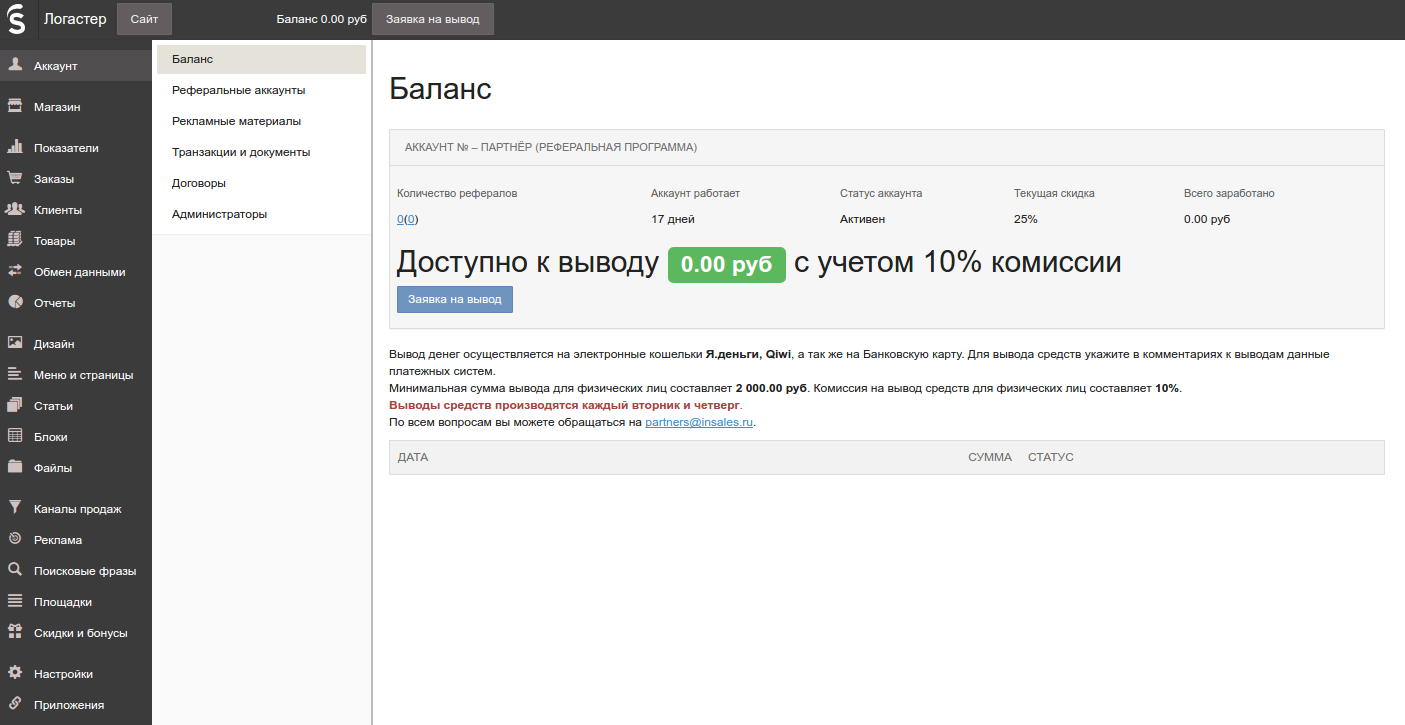 Логастер
Сайт
Баланс 0.00 руб
Заявка на вывод
Аккаунт
Магазин
Показатели
Заказы
Клиенты
Товары
Обмен данными
Отчеты
Дизайн
Меню и страницы
Статьи
Блоки
Файлы
Каналы продаж
Реклама
Поисковые фразы
Площадки
Скидки и бонусы
Настройки
Приложения
Баланс
Реферальные аккаунты
Рекламные материалы
Транзакции и документы
Договоры
Администраторы
Баланс
АККАУНТ № – ПАРТНЁР (РЕФЕРАЛЬНАЯ ПРОГРАММА)
Количество рефералов Аккаунт работает Статус аккаунта Текущая скидка Всего заработано
0(0) 17 дней Активен 25% 0.00 руб
Доступно к выводу 0.00 руб с учетом 10% комиссии
Заявка на вывод
Вывод денег осуществляется на электронные кошельки Я.деньги, Qiwi, а так же на Банковскую карту. Для вывода средств укажите в комментариях к выводам данные
платежных систем.
Минимальная сумма вывода для физических лиц составляет 2 000.00 руб. Комиссия на вывод средств для физических лиц составляет 10%.
Выводы средств производятся каждый вторник и четверг.
По всем вопросам вы можете обращаться на partners@insales.ru.
ДАТА СУММА СТАТУС